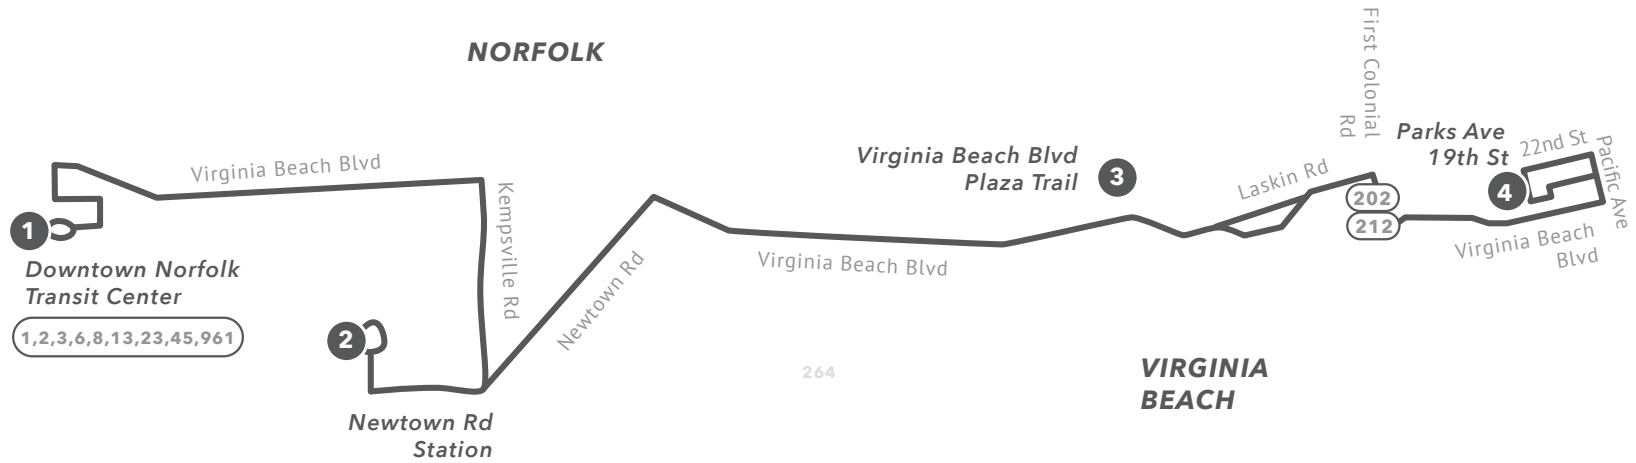 NORFOLK
First Colonial
Rd
Parks Ave
19th St
22nd St
Pacific Ave
Virginia Beach Blvd
Virginia Beach Blvd
Plaza Trail
3
Laskin Rd
4
202
212
Kempsville Rd
1
Downtown Norfolk
Transit Center
1,2,3,6,8,13,23,45,961
Newtown Rd
Virginia Beach Blvd
Virginia Beach
Blvd
2
264
VIRGINIA
BEACH
Newtown Rd
Station